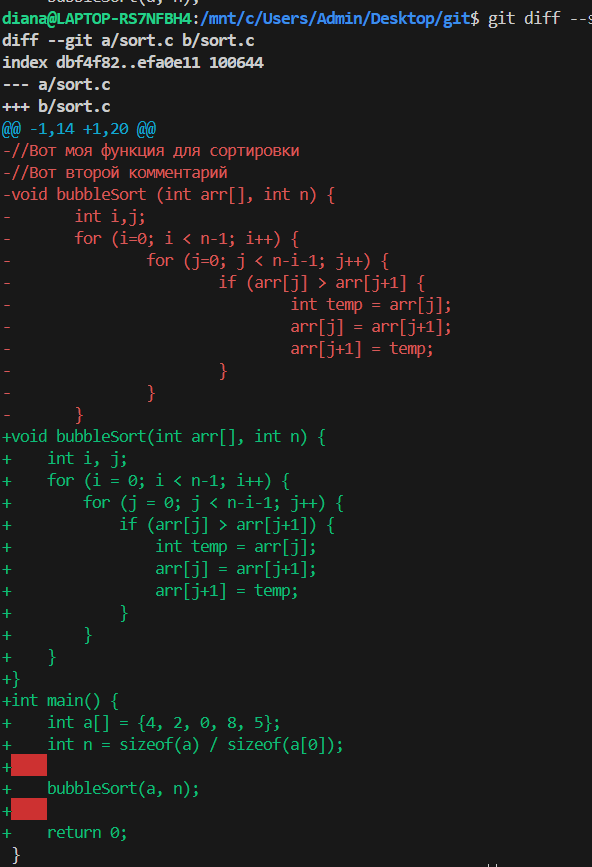 bubbleSort(a, n);
diana@LAPTOP-RS7NFBH4:/mnt/c/Users/Admin/Desktop/git$ git diff --s
diff --git a/sort.c b/sort.c
index dbf4f82..efa0e11 100644
--- a/sort.c
+++ b/sort.c
@@ -1,14 +1,20 @@
-//Вот моя функция для сортировки
-//Вот второй комментарий
-void bubbleSort (int arr[], int n) {
-       int i,j;
-       for (i=0; i < n-1; i++) {
-               for (j=0; j < n-i-1; j++) {
-                       if (arr[j] > arr[j+1] {
-                               int temp = arr[j];
-                               arr[j] = arr[j+1];
-                               arr[j+1] = temp;
-                       }
-               }
-       }
+void bubbleSort(int arr[], int n) {
+    int i, j;
+    for (i = 0; i < n-1; i++) {
+        for (j = 0; j < n-i-1; j++) {
+            if (arr[j] > arr[j+1]) {
+                int temp = arr[j];
+                arr[j] = arr[j+1];
+                arr[j+1] = temp;
+            }
+        }
+    }
+}
+int main() {
+    int a[] = {4, 2, 0, 8, 5};
+    int n = sizeof(a) / sizeof(a[0]);
+
+    bubbleSort(a, n);
+
+    return 0;
 }